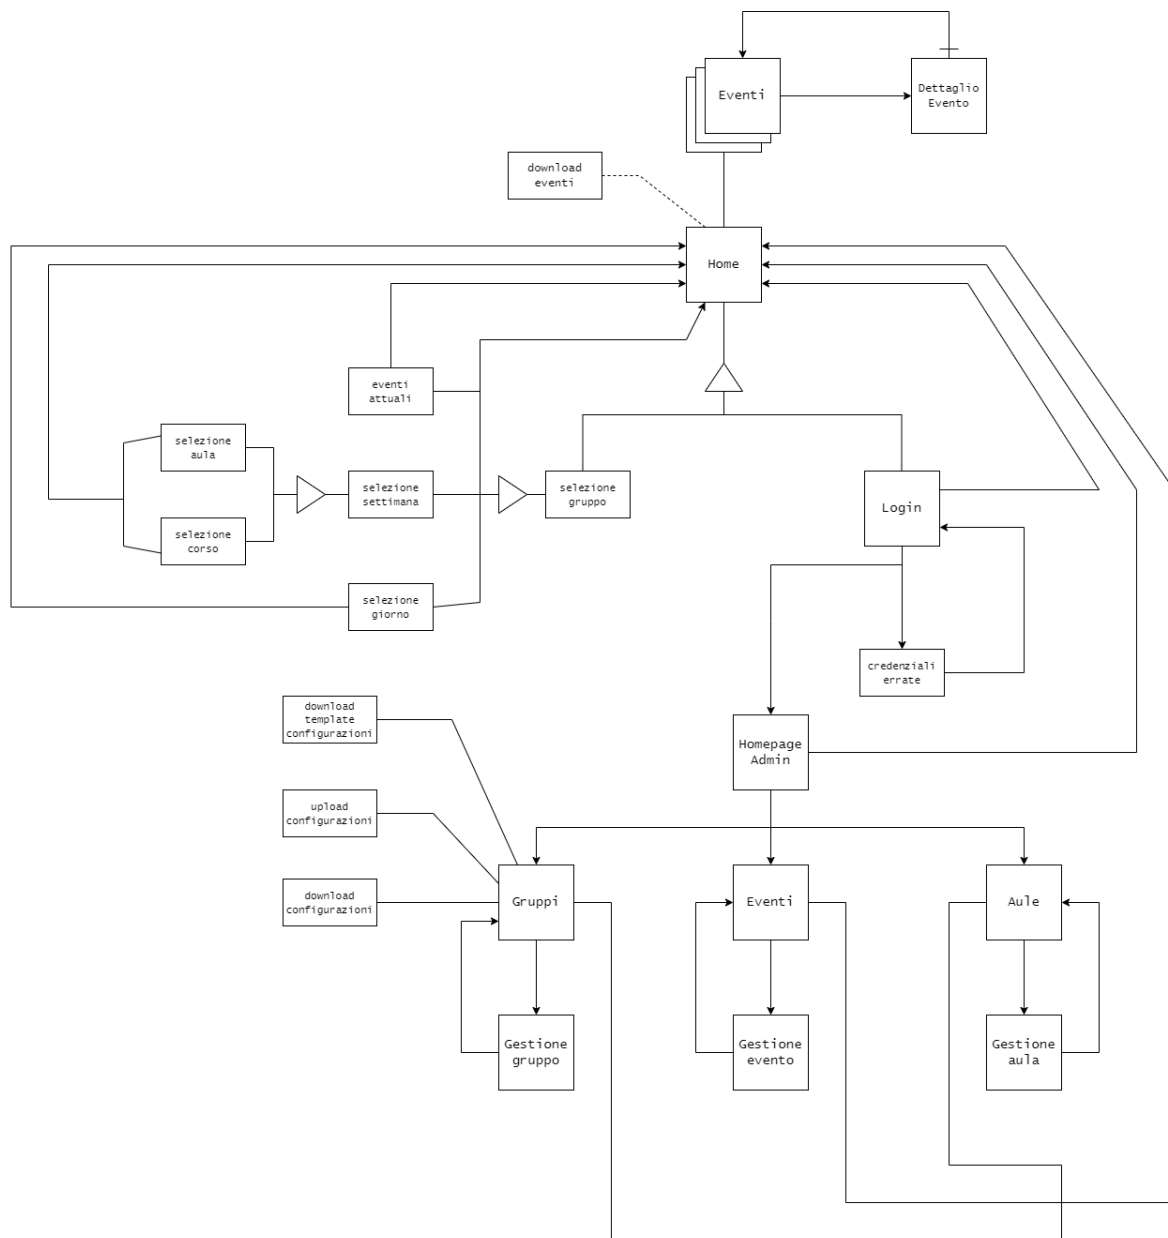 Eventi
Dettaglio
Evento
download
eventi
Home
eventi
attuali
selezione
aula
selezione
settimana
selezione
gruppo
Login
selezione
corso
selezione
giorno
credenziali
errate
download
template
configurazioni
Homepage
Admin
upload
configurazioni
download
configurazioni
Gruppi
Eventi
Aule
Gestione
gruppo
Gestione
evento
Gestione
aula